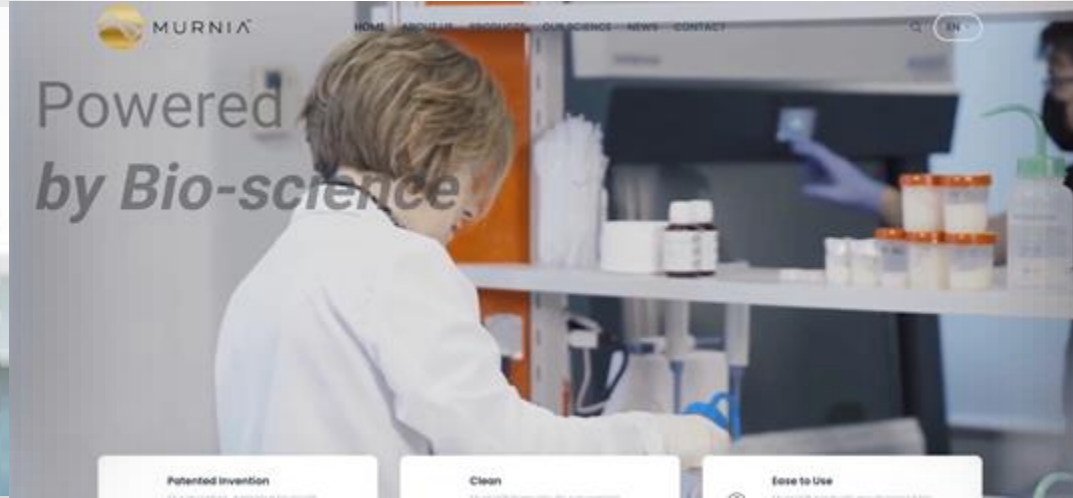 MURNIA
HOME ABOUT US PRODUCTS OUR SCIENCE NEWS CONTACT
EN
Powered
by Bio-science
Patented Invention
Clean
Ease to Use